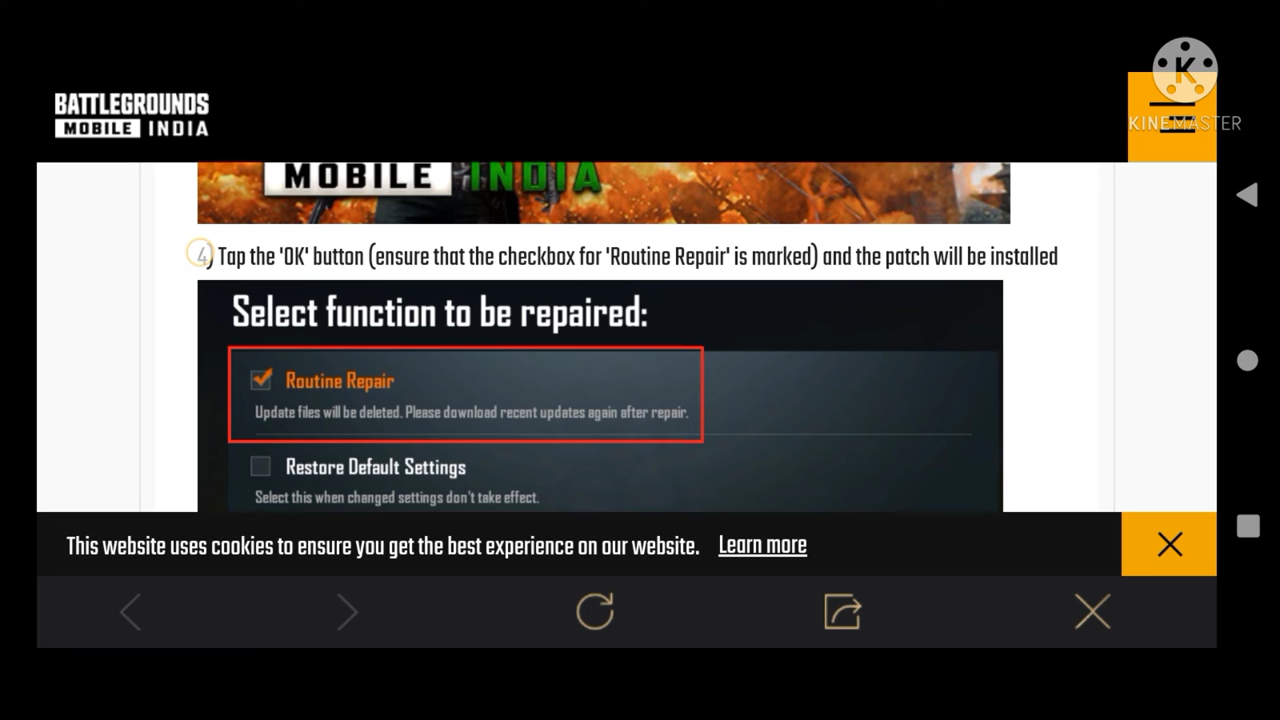 BATTLEGROUNDS
MOBILE INDIA
KINEMASTER
MOBILE INDIA
4) Tap the 'OK' button (ensure that the checkbox for 'Routine Repair' is marked) and the patch will be installed
Select function to be repaired:
Routine Repair
Update files will be deleted. Please download recent updates again after repair.
Restore Default Settings
Select this when changed settings don't take effect.
This website uses cookies to ensure you get the best experience on our website. Learn more